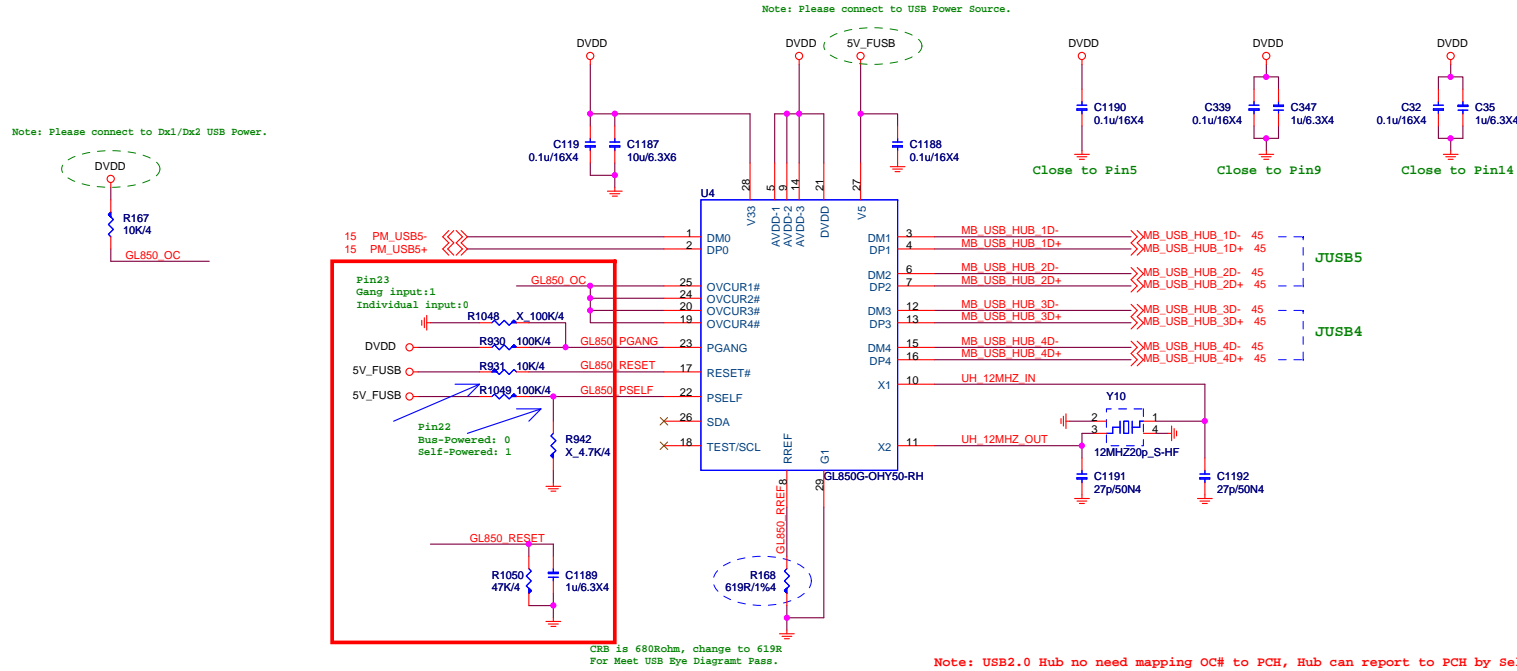 Note: Please connect to USB Power Source.
DVDD
DVDD
5V_FUSB
DVDD
DVDD
DVDD
C119
0.1u/16X4
C1187
10u/6.3X6
C1188
0.1u/16X4
C1190
0.1u/16X4
C339
0.1u/16X4
C347
1u/6.3X4
C32
0.1u/16X4
C35
1u/6.3X4
Close to Pin5
Close to Pin9
Close to Pin14
Note: Please connect to Dx1/Dx2 USB Power.
DVDD
R167
10K/4
GL850_OC
U4
28
5
9
14
21
27
V33
AVDD-1
AVDD-2
AVDD-3
DVDD
V5
15 PM_USB5-
15 PM_USB5+
1
2
DM0
DP0
Pin23
Gang input:1
Individual input:0
GL850_OC
25
24
20
19
OVCUR1#
OVCUR2#
OVCUR3#
OVCUR4#
R1048
X_100K/4
DVDD
R930
100K/4
GL850_PGANG
23
PGANG
5V_FUSB
R931
10K/4
GL850_RESET
17
RESET#
5V_FUSB
R1049
100K/4
GL850_PSELF
22
PSELF
Pin22
Bus-Powered: 0
Self-Powered: 1
R942
X_4.7K/4
26
SDA
18
TEST/SCL
RREF
G1
8
29
GL850G-OHY50-RH
GL850_RREF
R168
619R/1%4
GL850_RESET
R1050
47K/4
C1189
1u/6.3X4
CRB is 680Rohm, change to 619R
For Meet USB Eye Diagramt Pass.
DM1
3
MB_USB_HUB_1D-
MB_USB_HUB_1D- 45
DP1
4
MB_USB_HUB_1D+
MB_USB_HUB_1D+ 45
DM2
6
MB_USB_HUB_2D-
MB_USB_HUB_2D- 45
DP2
7
MB_USB_HUB_2D+
MB_USB_HUB_2D+ 45
JUSB5
DM3
12
MB_USB_HUB_3D-
MB_USB_HUB_3D- 45
DP3
13
MB_USB_HUB_3D+
MB_USB_HUB_3D+ 45
DM4
15
MB_USB_HUB_4D-
MB_USB_HUB_4D- 45
DP4
16
MB_USB_HUB_4D+
MB_USB_HUB_4D+ 45
JUSB4
X1
10
UH_12MHZ_IN
X2
11
UH_12MHZ_OUT
Y10
2
3
1
4
12MHZ20p_S-HF
C1191
27p/50N4
C1192
27p/50N4
Note: USB2.0 Hub no need mapping OC# to PCH, Hub can report to PCH by Sel